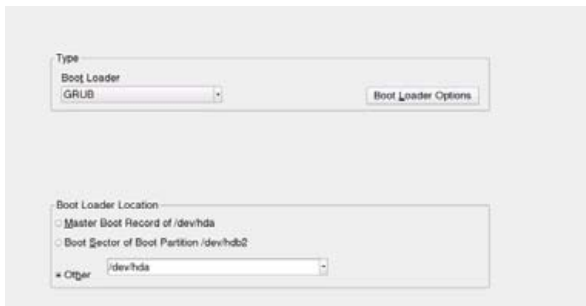 Type
Boot Loader
GRUB
Boot Loader Options
Boot Loader Location
Master Boot Record of /dev/hda
Boot Sector of Boot Partition /dev/hdb2
Other
/dev/hda